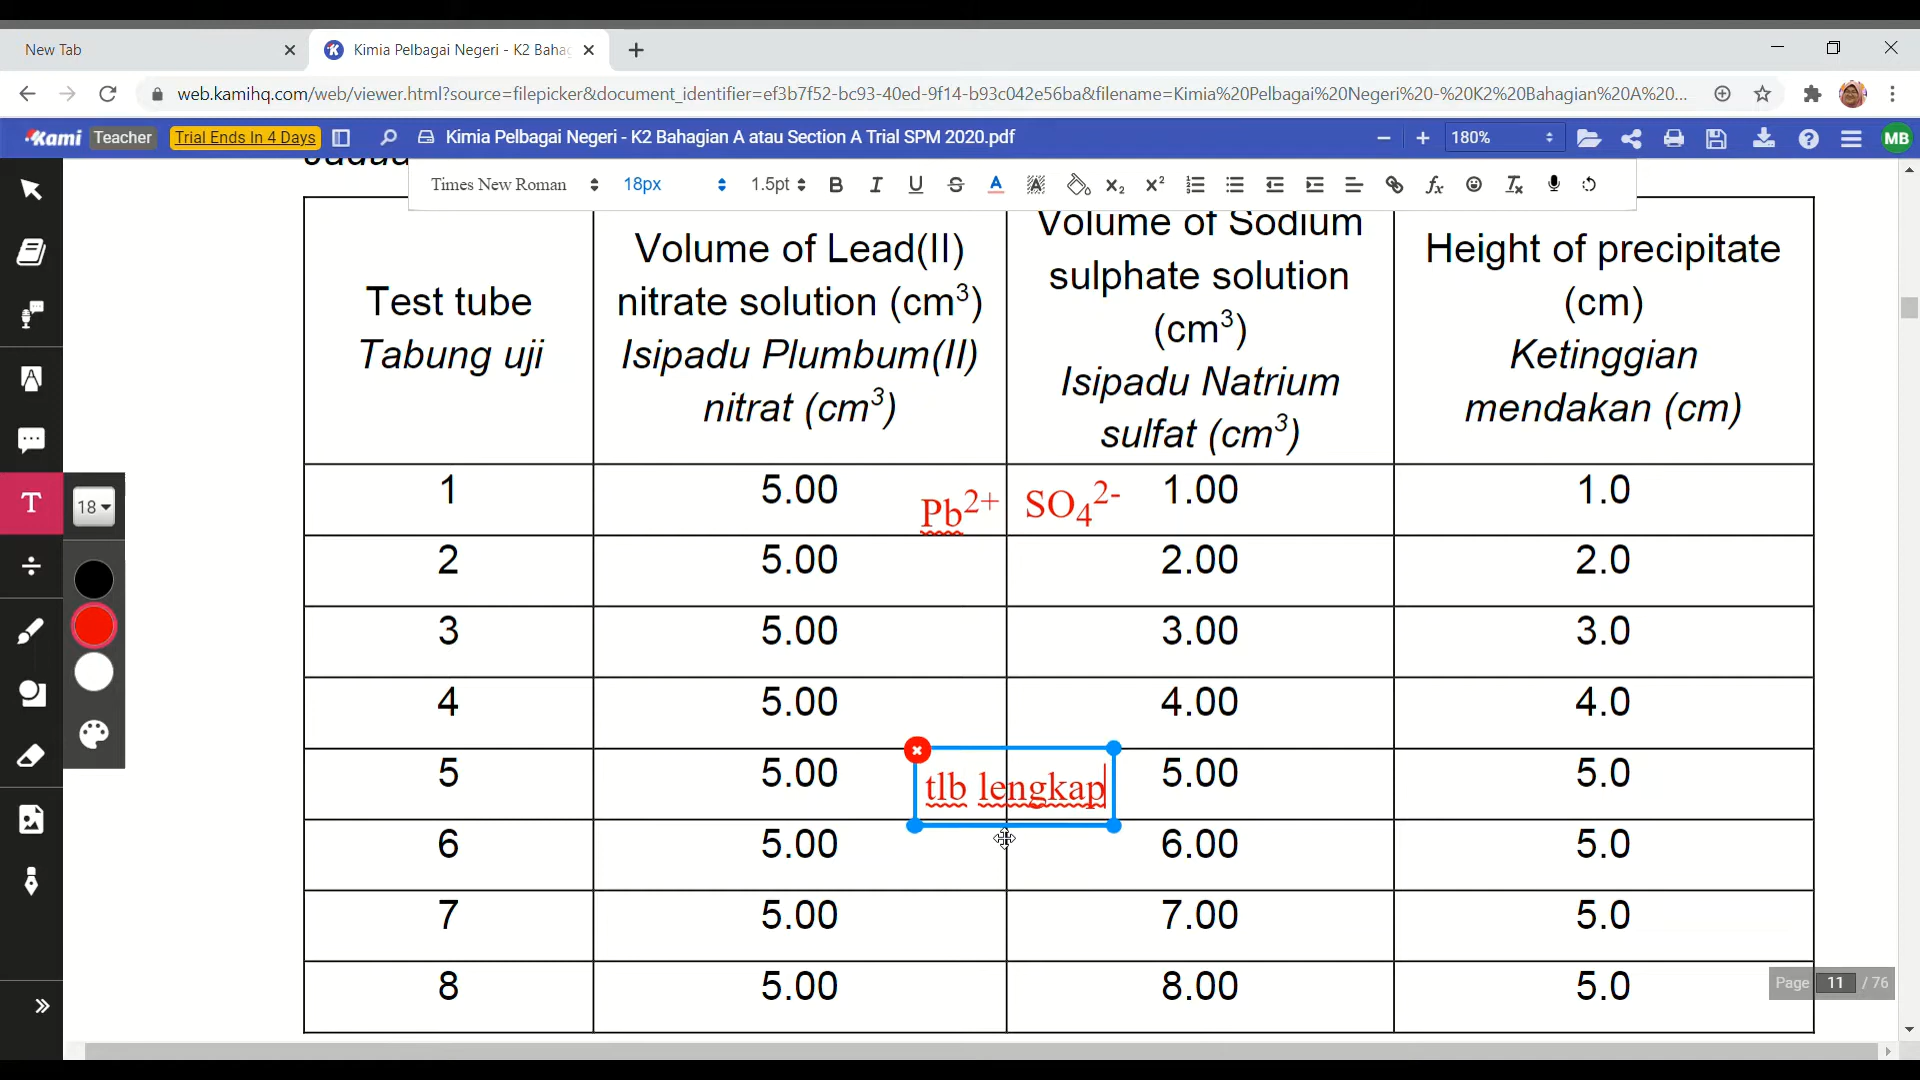 New Tab
Kimia Pelbagai Negeri - K2 Bahag
web.kamihq.com/web/viewer.html?source=filepicker&document_identifier=ef3b7f52-bc93-40ed-9f14-b93c042e56ba&filename=Kimia%20Pelbagai%20Negeri%20-%20K2%20Bahagian%20A%20...
Kami Teacher Trial Ends In 4 Days Kimia Pelbagai Negeri - K2 Bahagian A atau Section A Trial SPM 2020.pdf 180% MB
Times New Roman 18px 1.5pt B I U S A X₂ X² fx Tx
Test tube
Tabung uji
Volume of Lead(II)
nitrate solution (cm³)
Isipadu Plumbum(II)
nitrat (cm³)
Volume of Sodium
sulphate solution
(cm³)
Isipadu Natrium
sulfat (cm³)
Height of precipitate
(cm)
Ketinggian
mendakan (cm)
1 5.00 Pb²⁺ SO₄²⁻ 1.00 1.0
2 5.00 2.00 2.0
3 5.00 3.00 3.0
4 5.00 4.00 4.0
5 5.00 tlb lengkap 5.00 5.0
6 5.00 6.00 5.0
7 5.00 7.00 5.0
8 5.00 8.00 5.0
T 18
Page 11 / 76